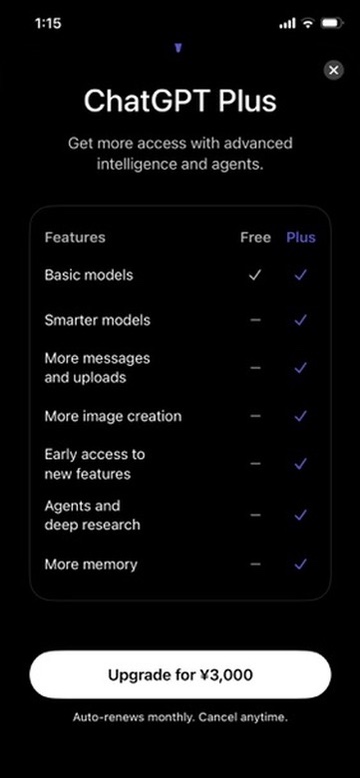 1:15
ChatGPT Plus
Get more access with advanced
intelligence and agents.
Features Free Plus
Basic models
Smarter models
More messages
and uploads
More image creation
Early access to
new features
Agents and
deep research
More memory
Upgrade for ¥3,000
Auto-renews monthly. Cancel anytime.